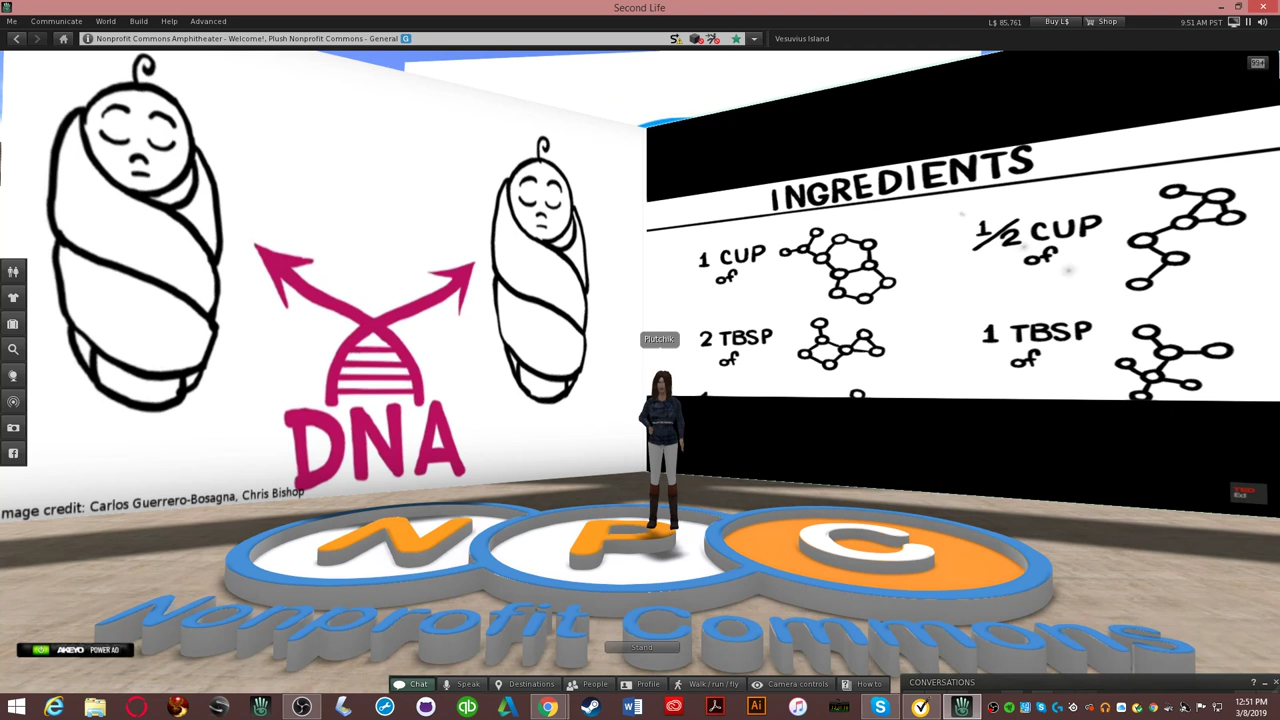 Second Life
Me Communicate World Build Help Advanced
L$ 85,761 Buy L$ Shop 9:51 AM PST
Nonprofit Commons Amphitheater - Welcome!, Plush Nonprofit Commons - General G
Vesuvius Island
INGREDIENTS
1 CUP of
1/2 CUP of
2 TBSP of
1 TBSP of
Plutchik
DNA
mage credit: Carlos Guerrero-Bosagna, Chris Bishop
N P C
Nonprofit Commons
AKEYO POWER AO
Stand
Chat Speak Destinations People Profile Walk / run / fly Camera controls How to
CONVERSATIONS
12:51 PM
3/8/2019